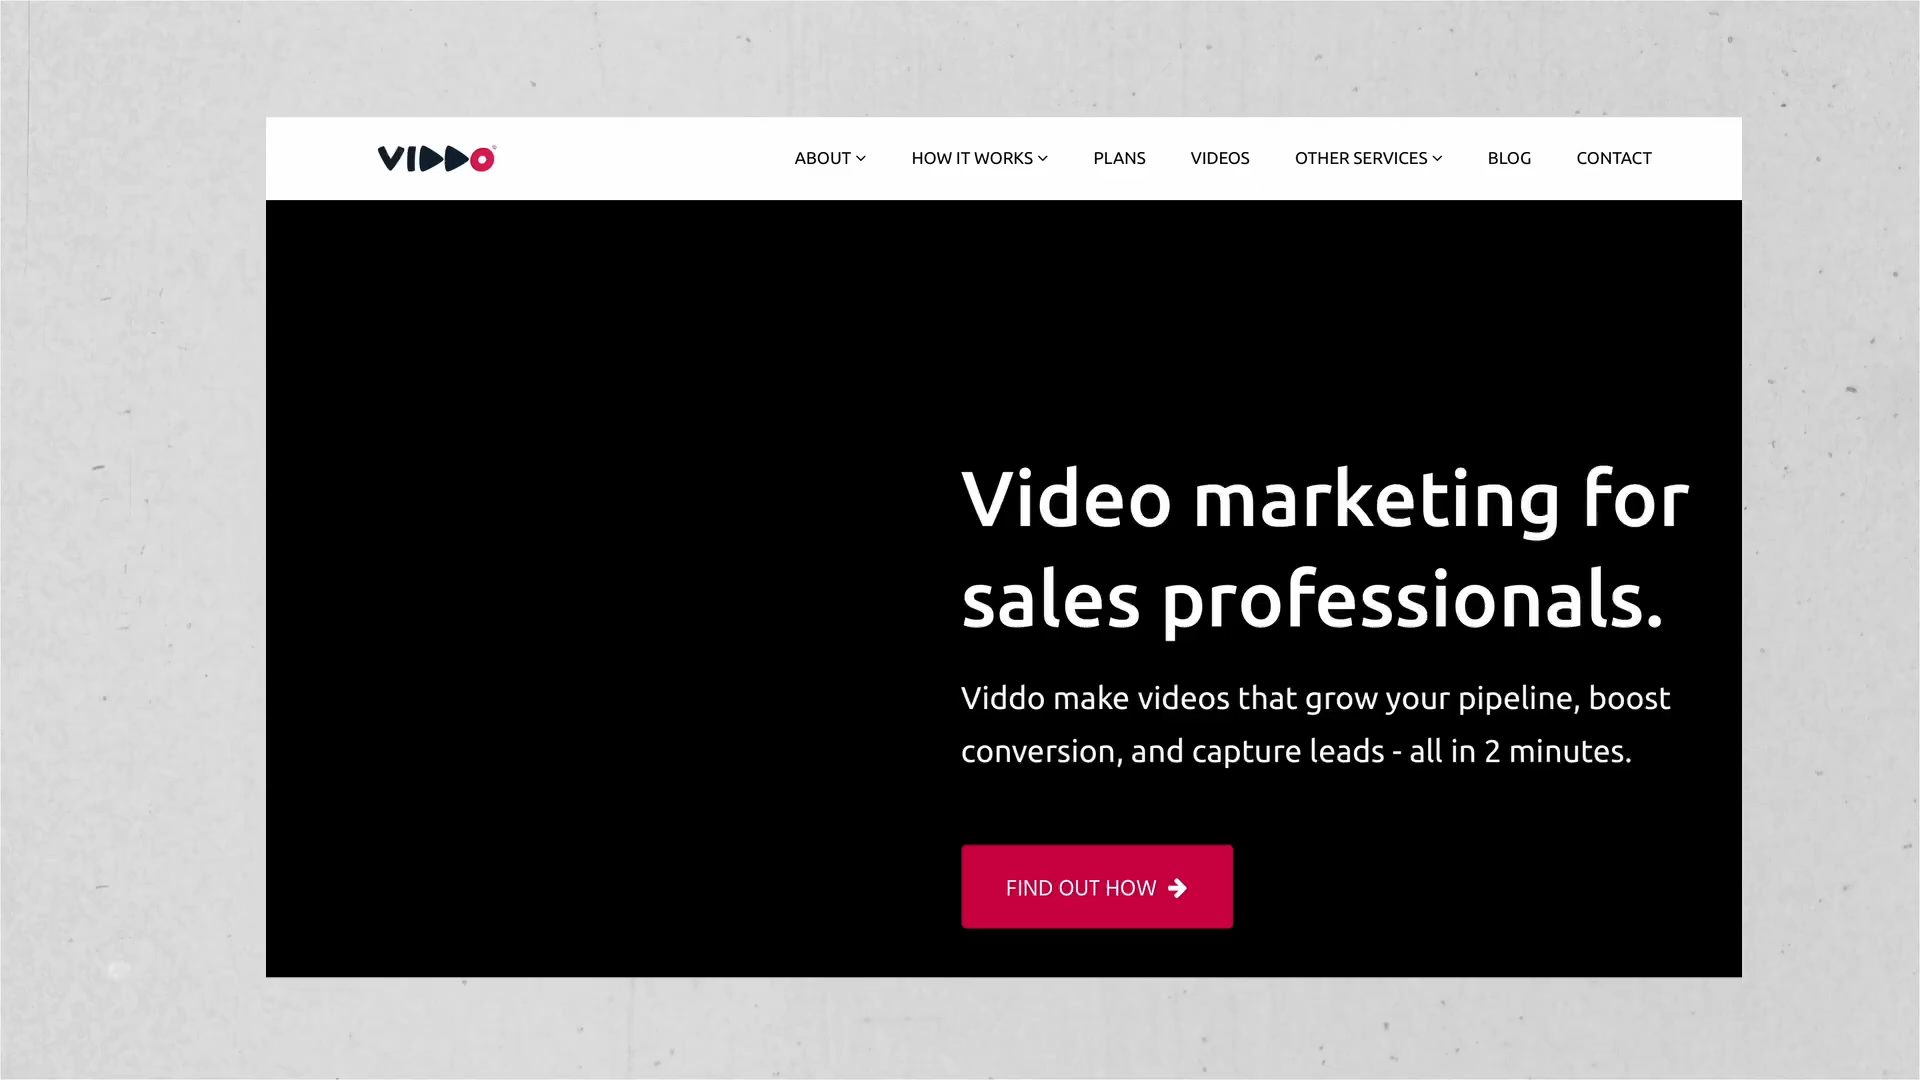 VIDDO
ABOUT
HOW IT WORKS
PLANS
VIDEOS
OTHER SERVICES
BLOG
CONTACT
Video marketing for
sales professionals.
Viddo make videos that grow your pipeline, boost
conversion, and capture leads - all in 2 minutes.
FIND OUT HOW